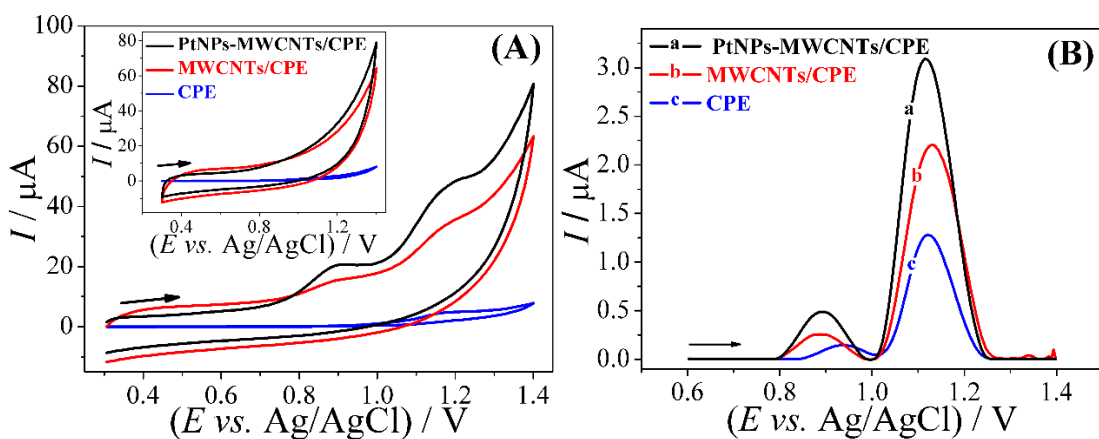 100
80
60
40
20
0
I / µA
0.4
0.6
0.8
1.0
1.2
1.4
(E vs. Ag/AgCl) / V
(A)
80
60
40
20
0
I / µA
0.4
0.8
1.2
(E vs. Ag/AgCl) / V
PtNPs-MWCNTs/CPE
MWCNTs/CPE
CPE
(B)
a PtNPs-MWCNTs/CPE
b MWCNTs/CPE
c CPE
3.0
2.5
2.0
1.5
1.0
0.5
0.0
I / µA
a
b
c
0.6
0.8
1.0
1.2
1.4
(E vs. Ag/AgCl) / V